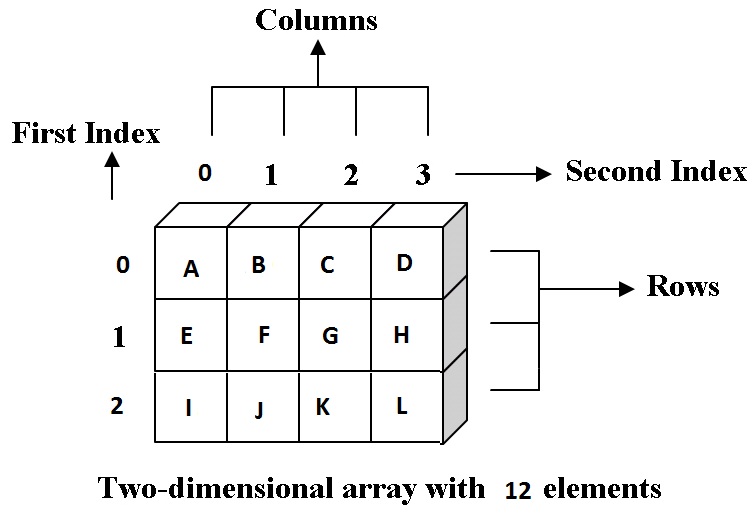 Columns
First Index
0 1 2 3 Second Index
0 A B C D
Rows
1 E F G H
2 I J K L
Two-dimensional array with 12 elements